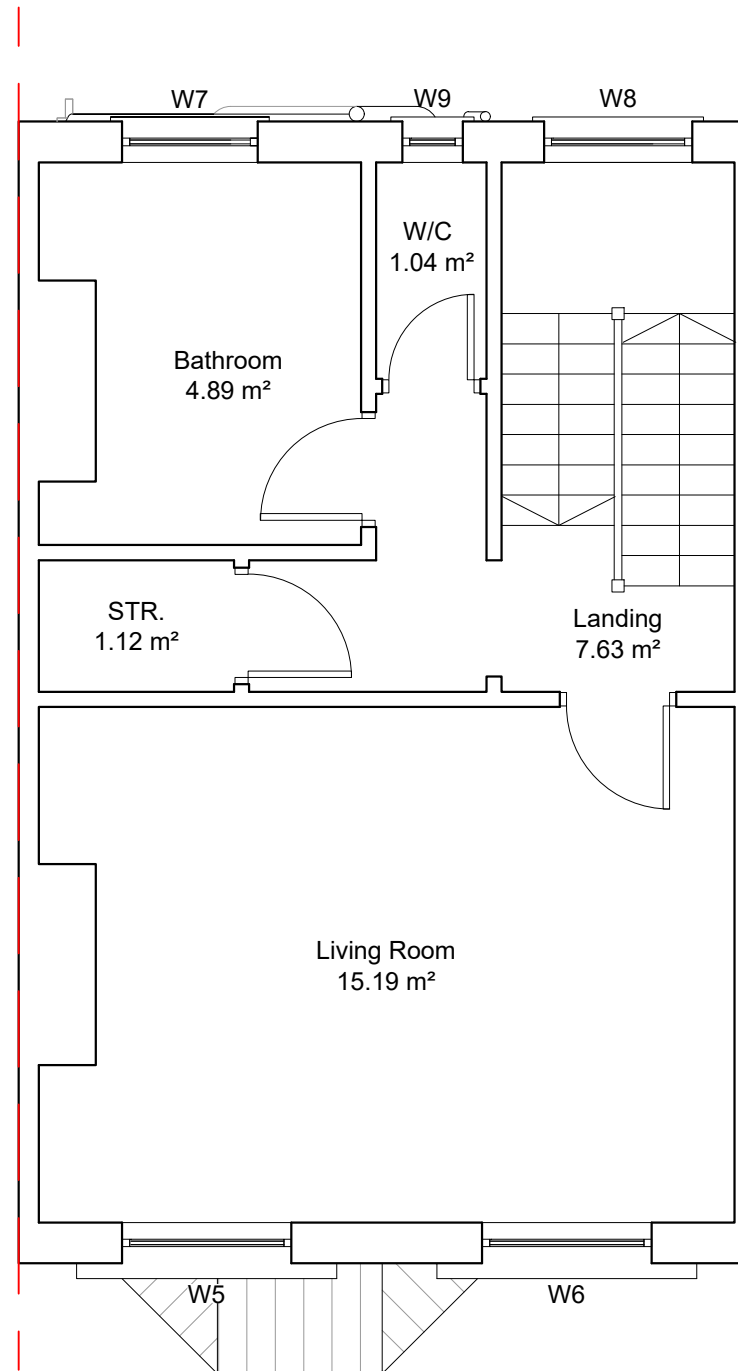 W7
W9
W8
W/C
1.04 m²
Bathroom
4.89 m²
STR.
1.12 m²
Landing
7.63 m²
Living Room
15.19 m²
W5
W6